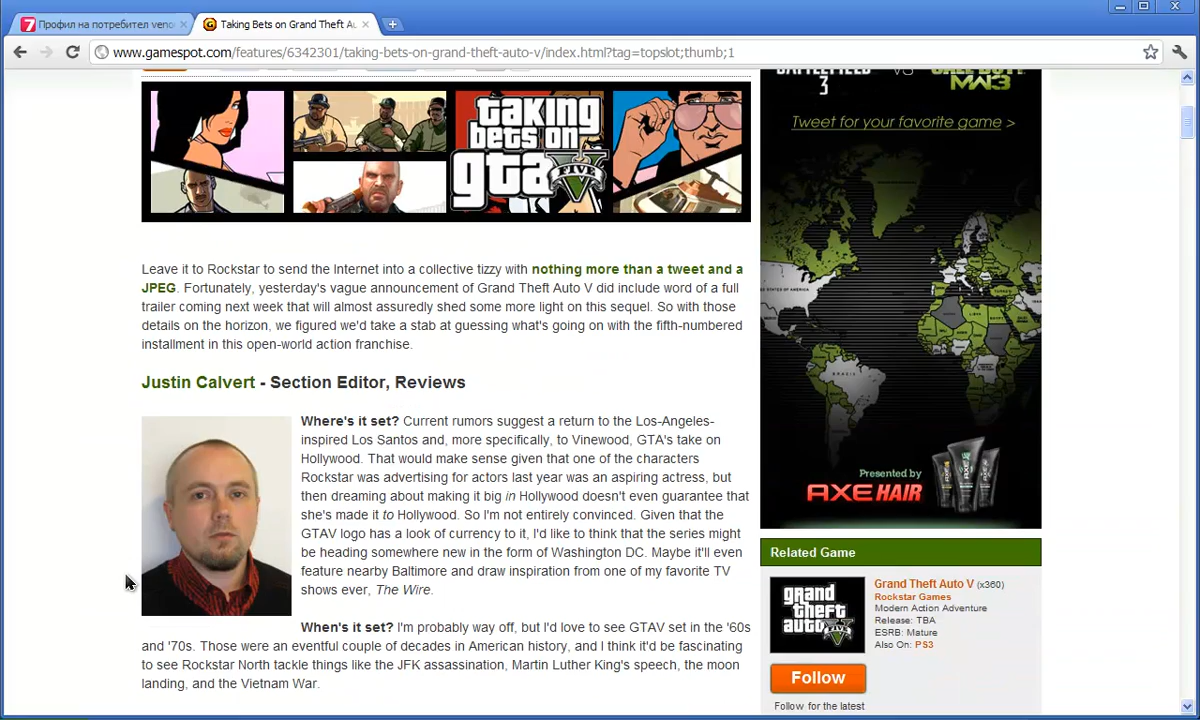 Профил на потребител veno
Taking Bets on Grand Theft Au
www.gamespot.com/features/6342301/taking-bets-on-grand-theft-auto-v/index.html?tag=topslot;thumb;1
taking
bets on
gta
FIVE
Leave it to Rockstar to send the Internet into a collective tizzy with nothing more than a tweet and a
JPEG. Fortunately, yesterday's vague announcement of Grand Theft Auto V did include word of a full
trailer coming next week that will almost assuredly shed some more light on this sequel. So with those
details on the horizon, we figured we'd take a stab at guessing what's going on with the fifth-numbered
installment in this open-world action franchise.
Justin Calvert - Section Editor, Reviews
Where's it set? Current rumors suggest a return to the Los-Angeles-
inspired Los Santos and, more specifically, to Vinewood, GTA's take on
Hollywood. That would make sense given that one of the characters
Rockstar was advertising for actors last year was an aspiring actress, but
then dreaming about making it big in Hollywood doesn't even guarantee that
she's made it to Hollywood. So I'm not entirely convinced. Given that the
GTAV logo has a look of currency to it, I'd like to think that the series might
be heading somewhere new in the form of Washington DC. Maybe it'll even
feature nearby Baltimore and draw inspiration from one of my favorite TV
shows ever, The Wire.
When's it set? I'm probably way off, but I'd love to see GTAV set in the '60s
and '70s. Those were an eventful couple of decades in American history, and I think it'd be fascinating
to see Rockstar North tackle things like the JFK assassination, Martin Luther King's speech, the moon
landing, and the Vietnam War.
BATTLEFIELD VS CALL OF DUTY
3 MW3
Tweet for your favorite game >
Presented by
AXE HAIR
Related Game
grand
theft
auto
FIVE
Grand Theft Auto V (x360)
Rockstar Games
Modern Action Adventure
Release: TBA
ESRB: Mature
Also On: PS3
Follow
Follow for the latest